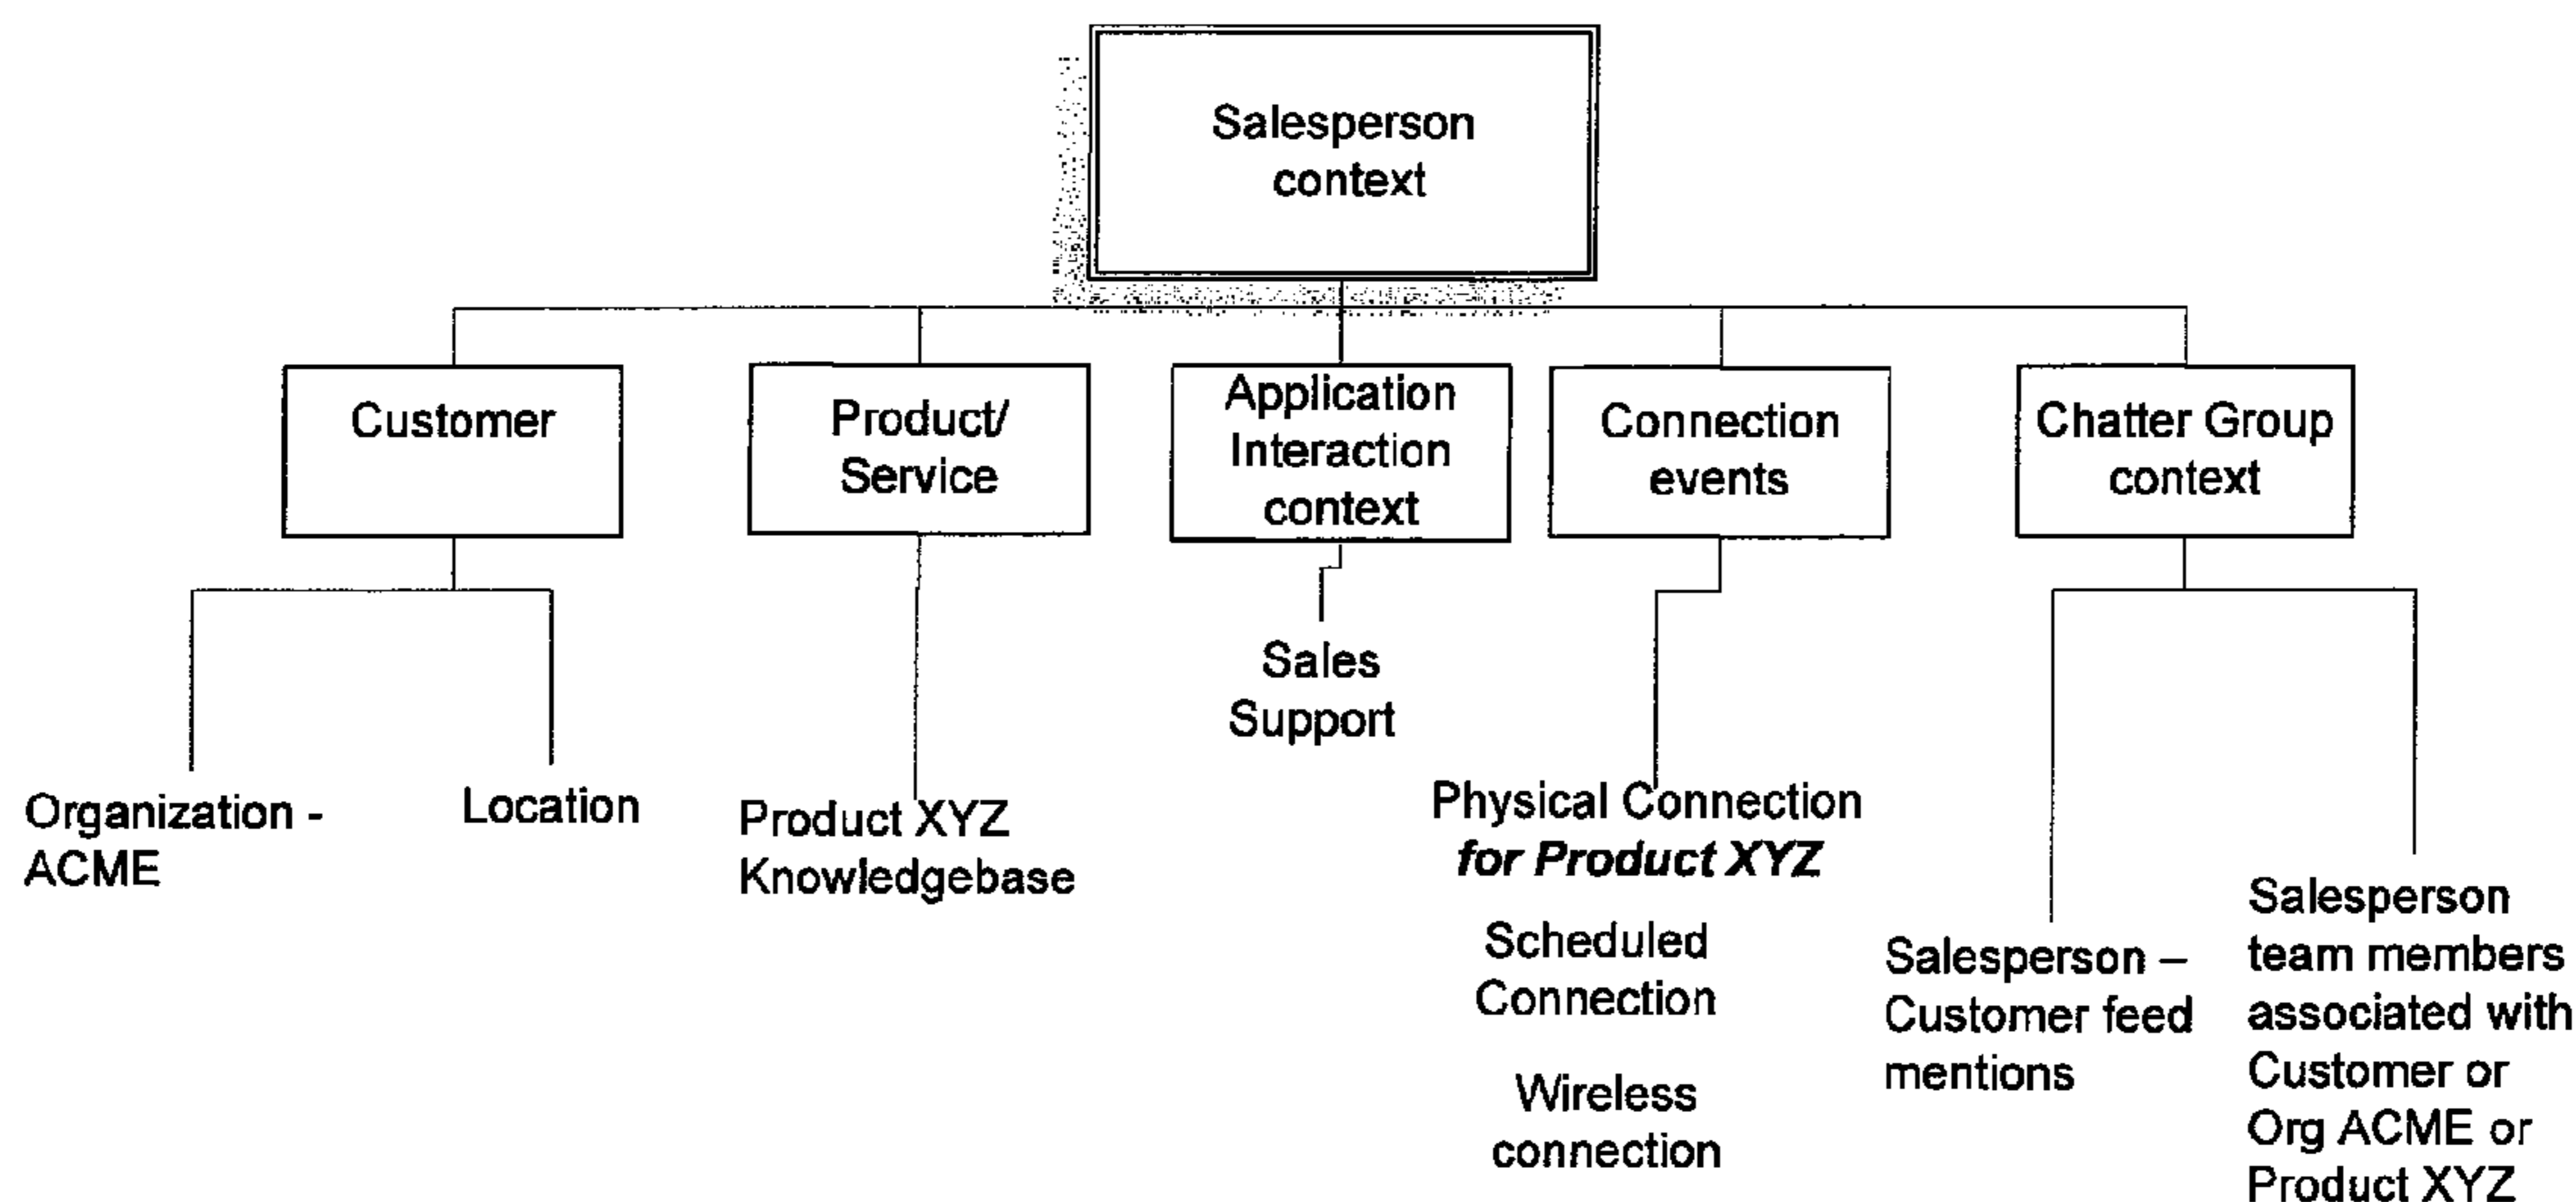 Salesperson
context
Customer
Product/
Service
Application
Interaction
context
Connection
events
Chatter Group
context
Organization -
ACME
Location
Product XYZ
Knowledgebase
Sales
Support
Physical Connection
for Product XYZ
Scheduled
Connection
Wireless
connection
Salesperson –
Customer feed
mentions
Salesperson
team members
associated with
Customer or
Org ACME or
Product XYZ